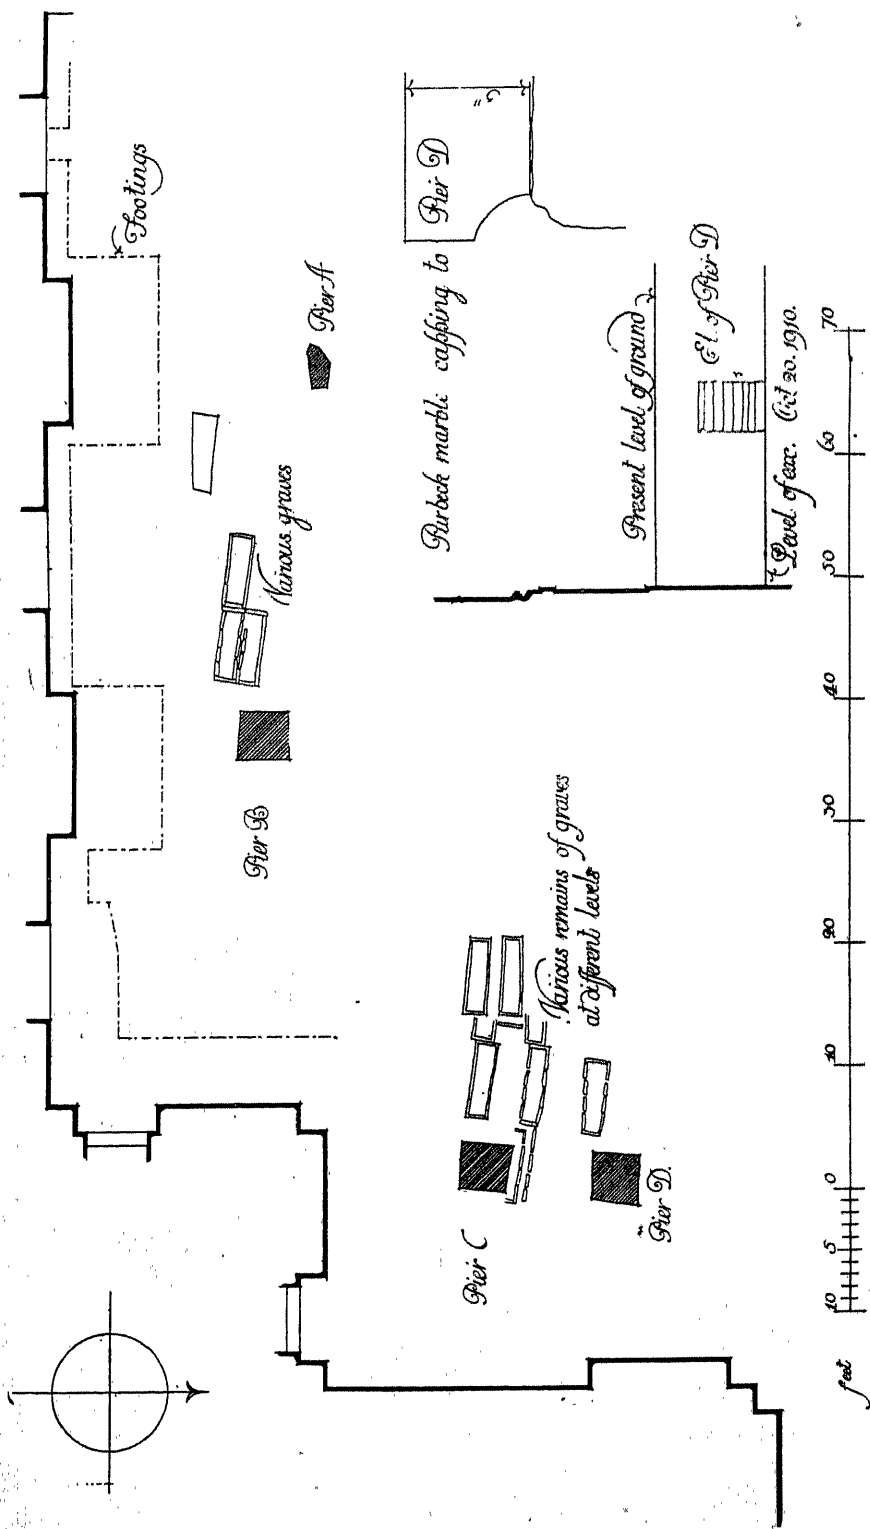 Footings
Pier A
Various graves
Pier B
Purbeck marble capping to Pier D
Present level of ground
El. of Pier D
Level of exc. Oct 20. 1910.
Various remains of graves
at different levels
Pier C
Pier D.
feet
10 5 0 10 20 30 40 50 60 70